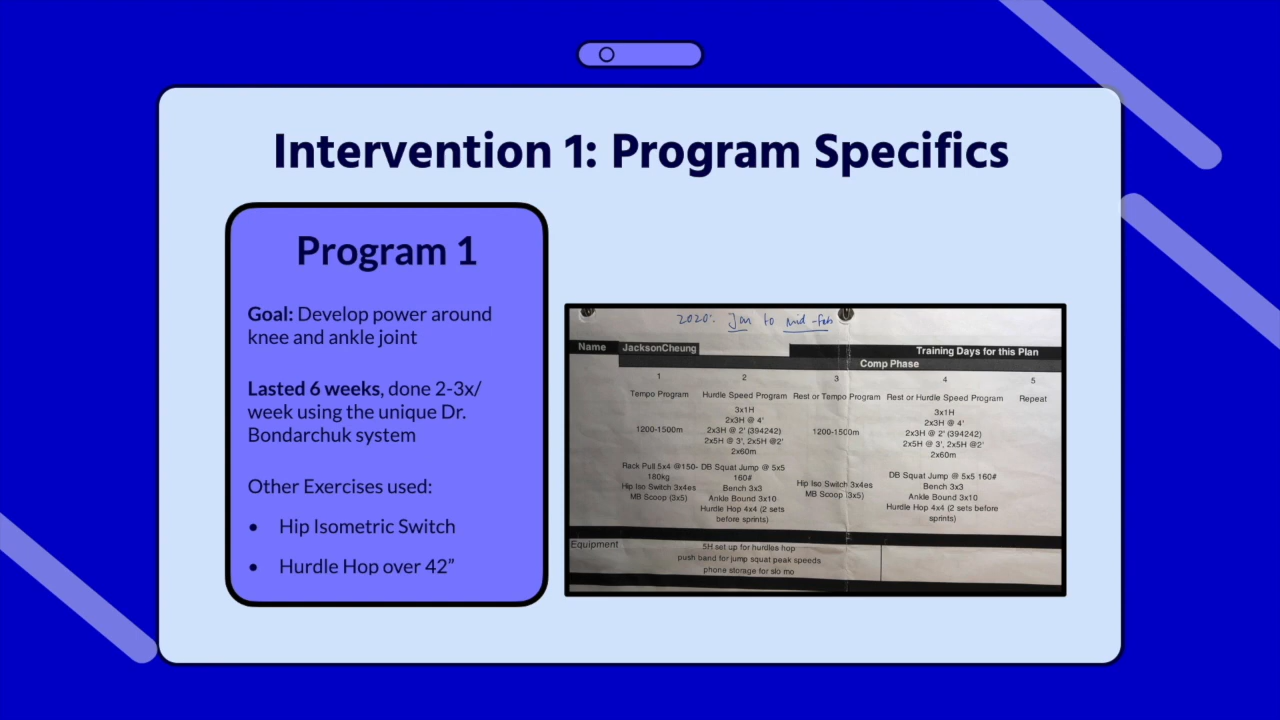 Intervention 1: Program Specifics
Program 1
Goal: Develop power around
knee and ankle joint
Lasted 6 weeks, done 2-3x/
week using the unique Dr.
Bondarchuk system
Other Exercises used:
• Hip Isometric Switch
• Hurdle Hop over 42”
2020: Jan to mid-feb
Name JacksonCheung Training Days for this Plan
Comp Phase
1 2 3 4 5
Tempo Program Hurdle Speed Program Rest or Tempo Program Rest or Hurdle Speed Program Repeat
3x1H 3x1H
2x3H @ 4' 2x3H @ 4'
1200-1500m 2x3H @ 2' (394242) 1200-1500m 2x3H @ 2' (394242)
2x5H @ 3', 2x5H @2' 2x5H @ 3', 2x5H @2'
2x60m 2x60m
Rack Pull 5x4 @150- DB Squat Jump @ 5x5 DB Squat Jump @ 5x5 160#
180kg 160# Hip Iso Switch 3x4es Bench 3x3
Hip Iso Switch 3x4es Bench 3x3 MB Scoop (3x5) Ankle Bound 3x10
MB Scoop (3x5) Ankle Bound 3x10 Hurdle Hop 4x4 (2 sets before
Hurdle Hop 4x4 (2 sets sprints)
before sprints)
Equipment 5H set up for hurdles hop
push band for jump squat peak speeds
phone storage for slo mo